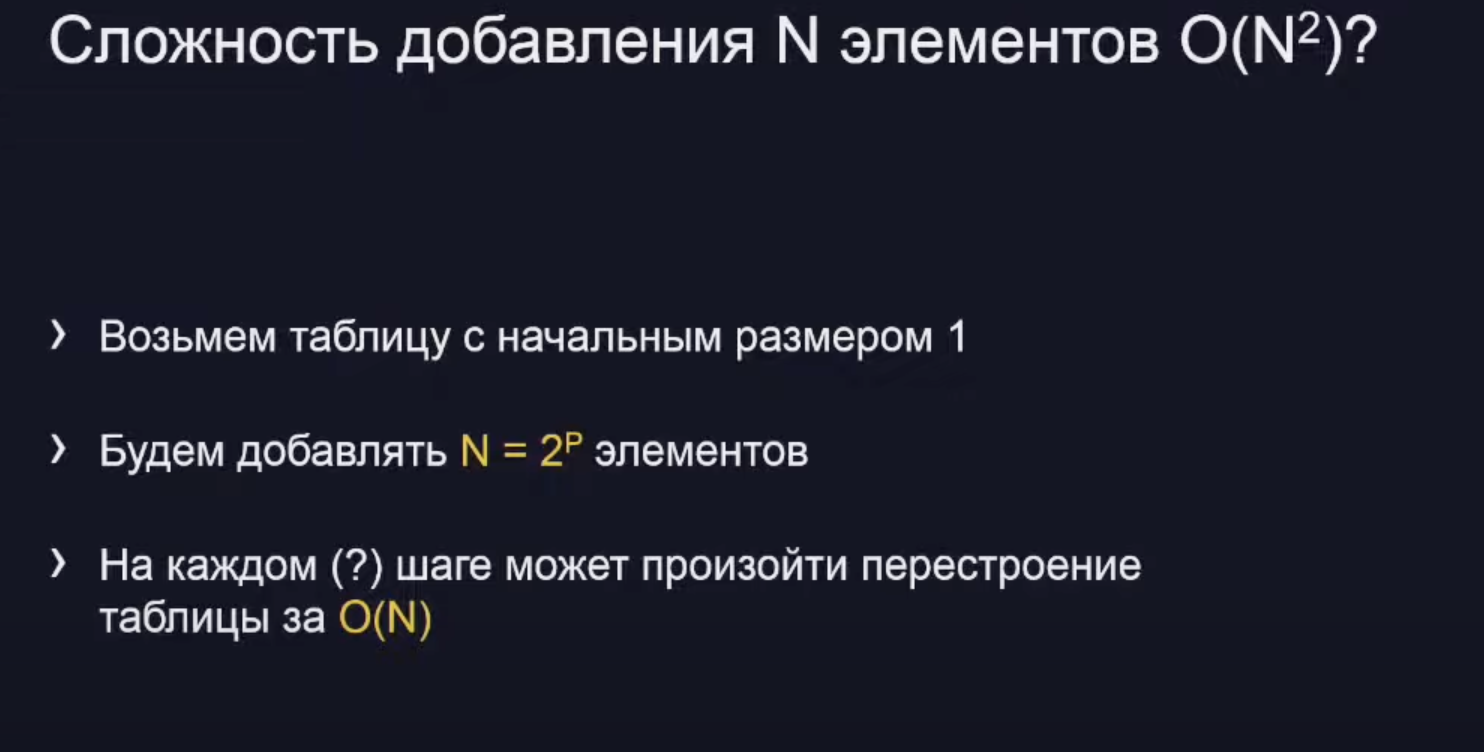 Сложность добавления N элементов O(N²)?
› Возьмем таблицу с начальным размером 1
› Будем добавлять N = 2ᴾ элементов
› На каждом (?) шаге может произойти перестроение
таблицы за O(N)